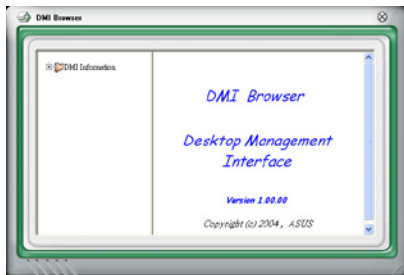 DMI Browser
DMI Information
DMI Browser
Desktop Management
Interface
Version 1.00.00
Copyright (c) 2004, ASUS